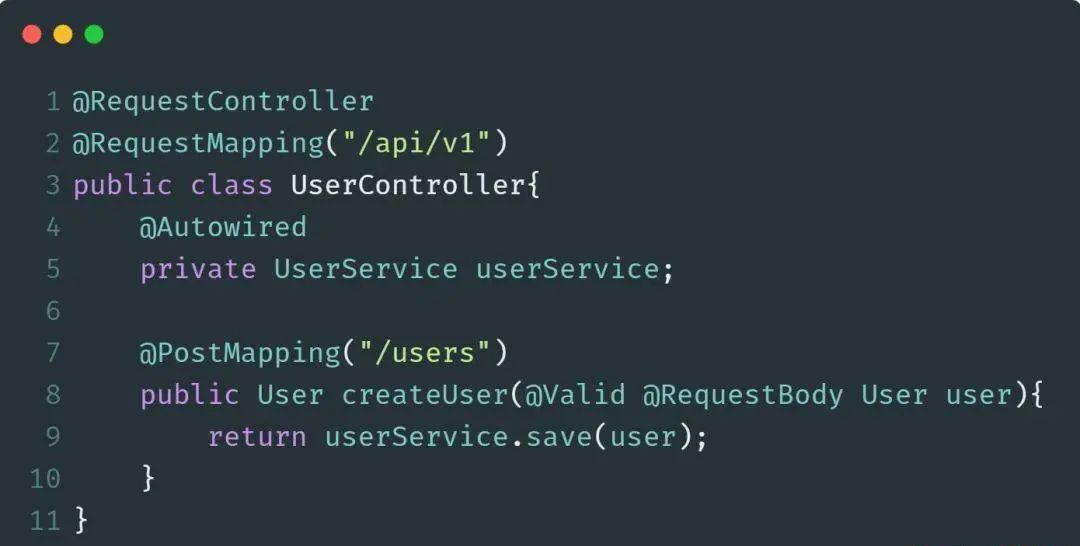 1 @RequestController
2 @RequestMapping("/api/v1")
3 public class UserController{
4     @Autowired
5     private UserService userService;
6
7     @PostMapping("/users")
8     public User createUser(@Valid @RequestBody User user){
9         return userService.save(user);
10     }
11 }